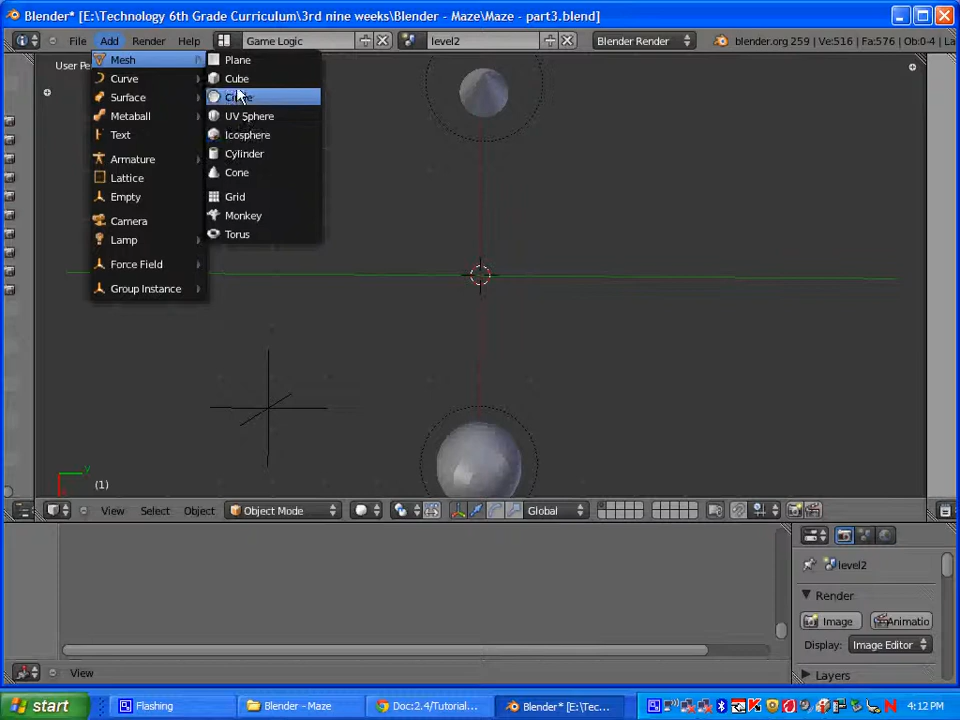 Blender* [E:\Technology 6th Grade Curriculum\3rd nine weeks\Blender - Maze\Maze - part3.blend]
File Add Render Help Game Logic level2 Blender Render blender.org 259 | Ve:516 | Fa:576 | Ob:0-4 | La
User Pe
Mesh
Curve
Surface
Metaball
Text
Armature
Lattice
Empty
Camera
Lamp
Force Field
Group Instance
Plane
Cube
UV Sphere
Icosphere
Cylinder
Cone
Grid
Monkey
Torus
Y
(1)
View Select Object Object Mode Global
level2
Render
Image Animatio
Display: Image Editor
Layers
View
start Flashing Blender - Maze Doc:2.4/Tutorial... Blender* [E:\Tec... 4:12 PM